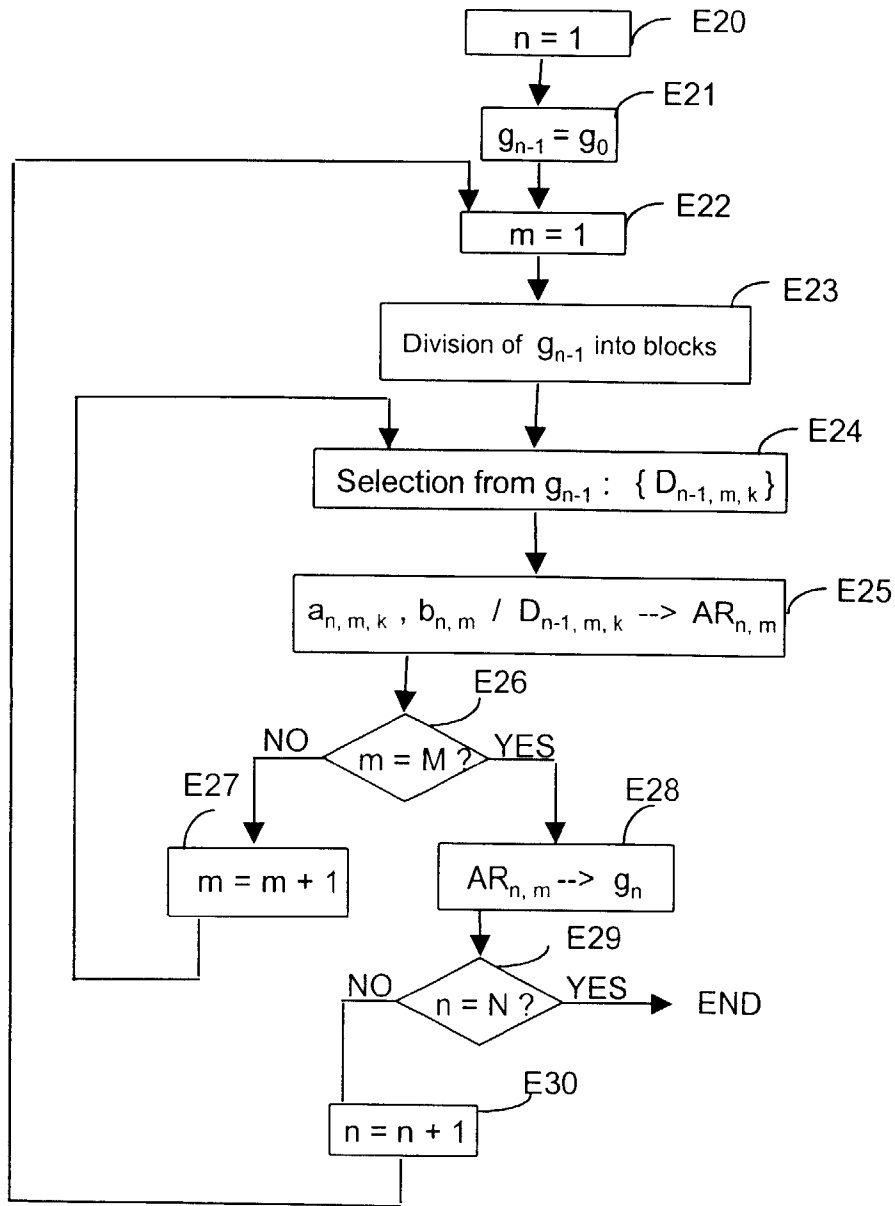 E20
n = 1
E21
g_{n-1} = g_0
E22
m = 1
E23
Division of g_{n-1} into blocks
E24
Selection from g_{n-1} : { D_{n-1, m, k} }
E25
a_{n, m, k} , b_{n, m} / D_{n-1, m, k} --> AR_{n, m}
E26
NO
m = M ?
YES
E27
m = m + 1
E28
AR_{n, m} --> g_n
E29
NO
n = N ?
YES
END
E30
n = n + 1